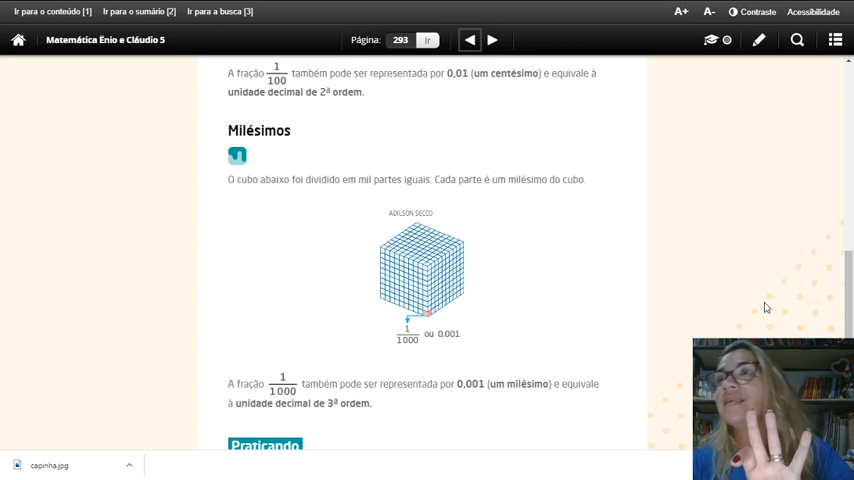 Ir para o conteúdo [1] Ir para o sumário [2] Ir para a busca [3] A+ A- Contraste Acessibilidade
Matemática Enio e Cláudio 5 Página: 293 Ir
A fração 1/100 também pode ser representada por 0,01 (um centésimo) e equivale à
unidade decimal de 2ª ordem.
Milésimos
O cubo abaixo foi dividido em mil partes iguais. Cada parte é um milésimo do cubo.
ADILSON SECCO
1/1000 ou 0,001
A fração 1/1000 também pode ser representada por 0,001 (um milésimo) e equivale
à unidade decimal de 3ª ordem.
Praticando
capinha.jpg